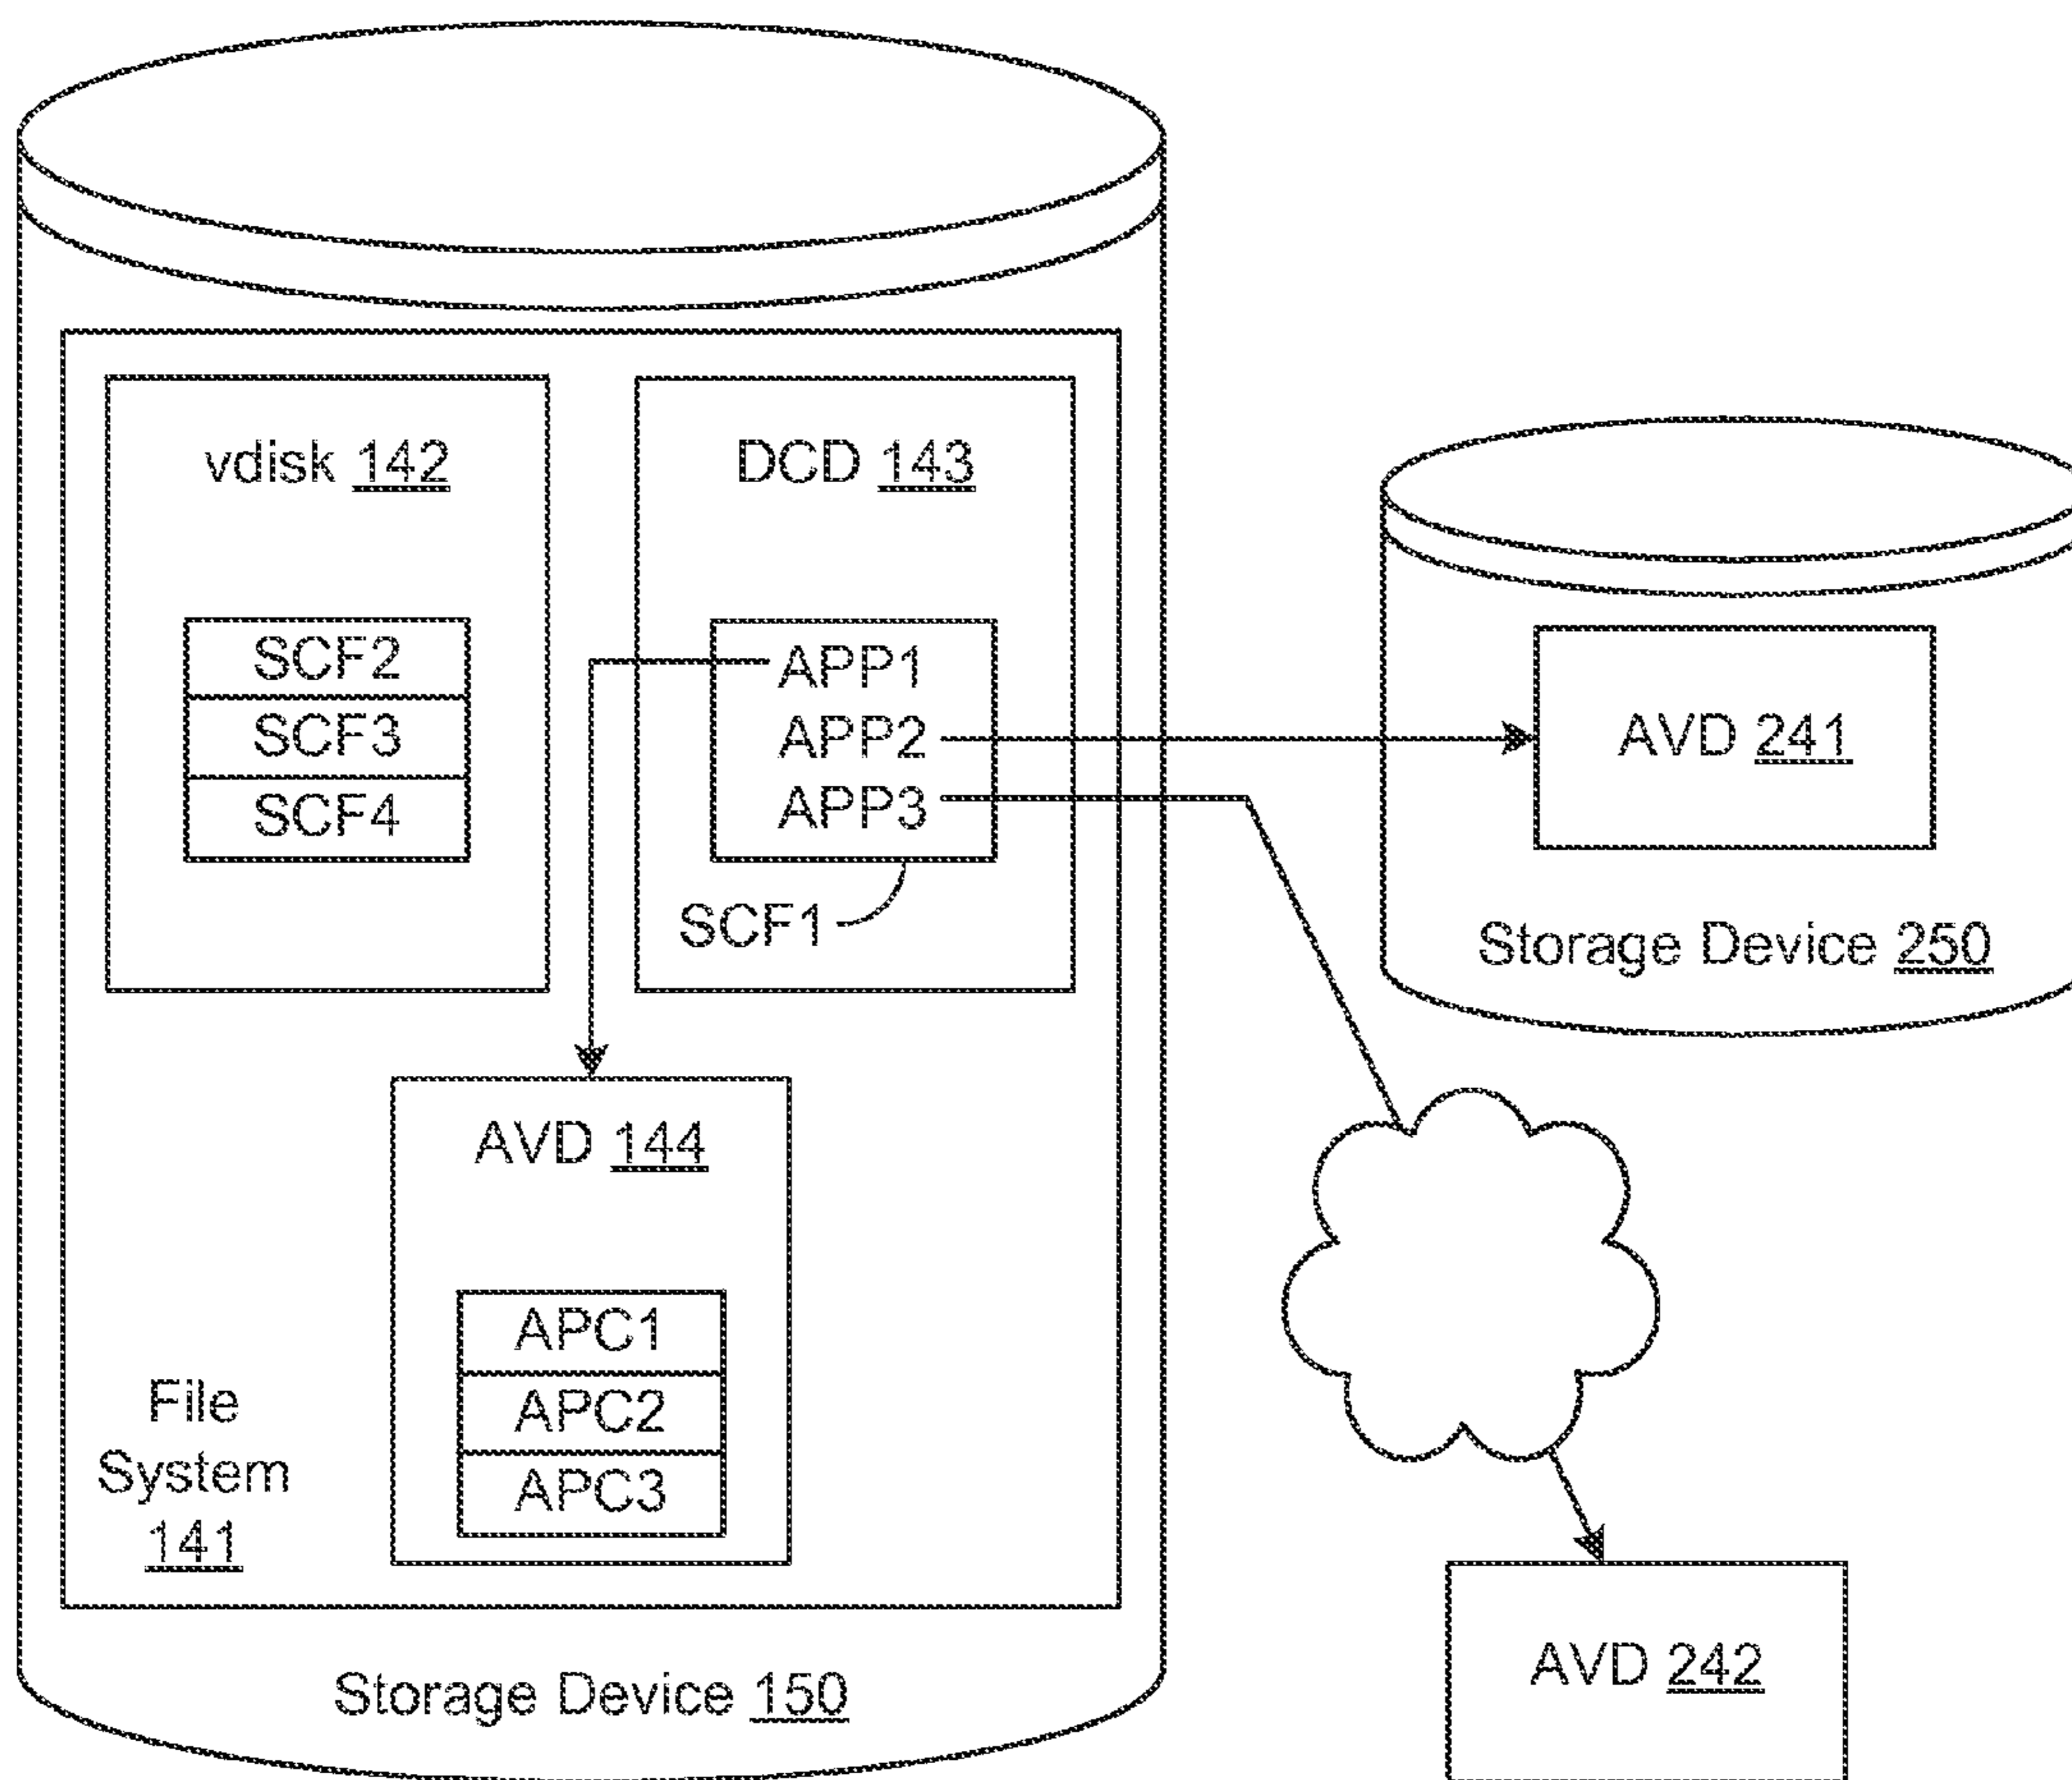 vdisk 142
SCF2
SCF3
SCF4
DCD 143
APP1
APP2
APP3
SCF1
AVD 144
APC1
APC2
APC3
File
System
141
Storage Device 150
AVD 241
Storage Device 250
AVD 242